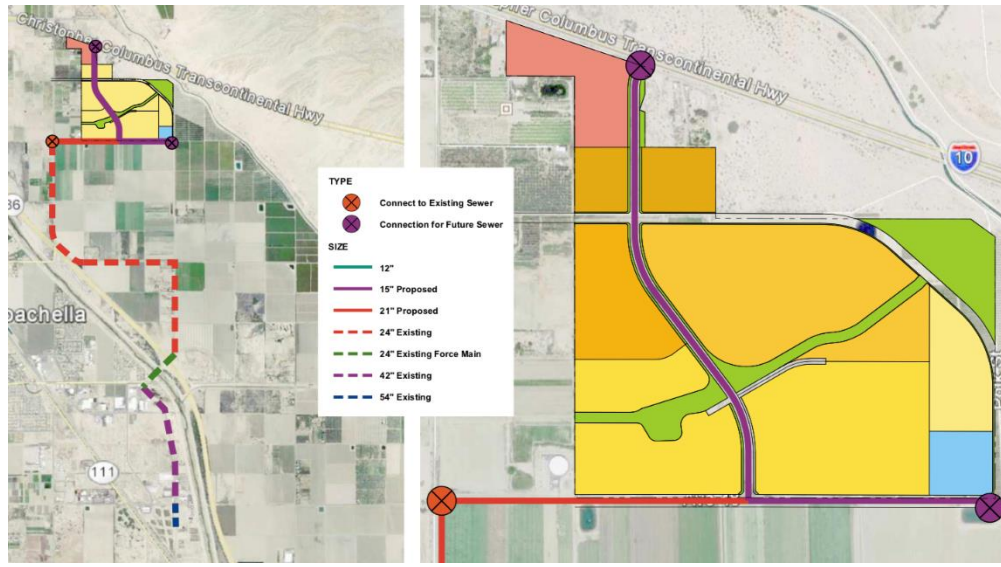 Christopher Columbus Transcontinental Hwy
86
oachella
111
TYPE
Connect to Existing Sewer
Connection for Future Sewer
SIZE
12"
15" Proposed
21" Proposed
24" Existing
24" Existing Force Main
42" Existing
54" Existing
pher Columbus Transcontinental Hwy
10